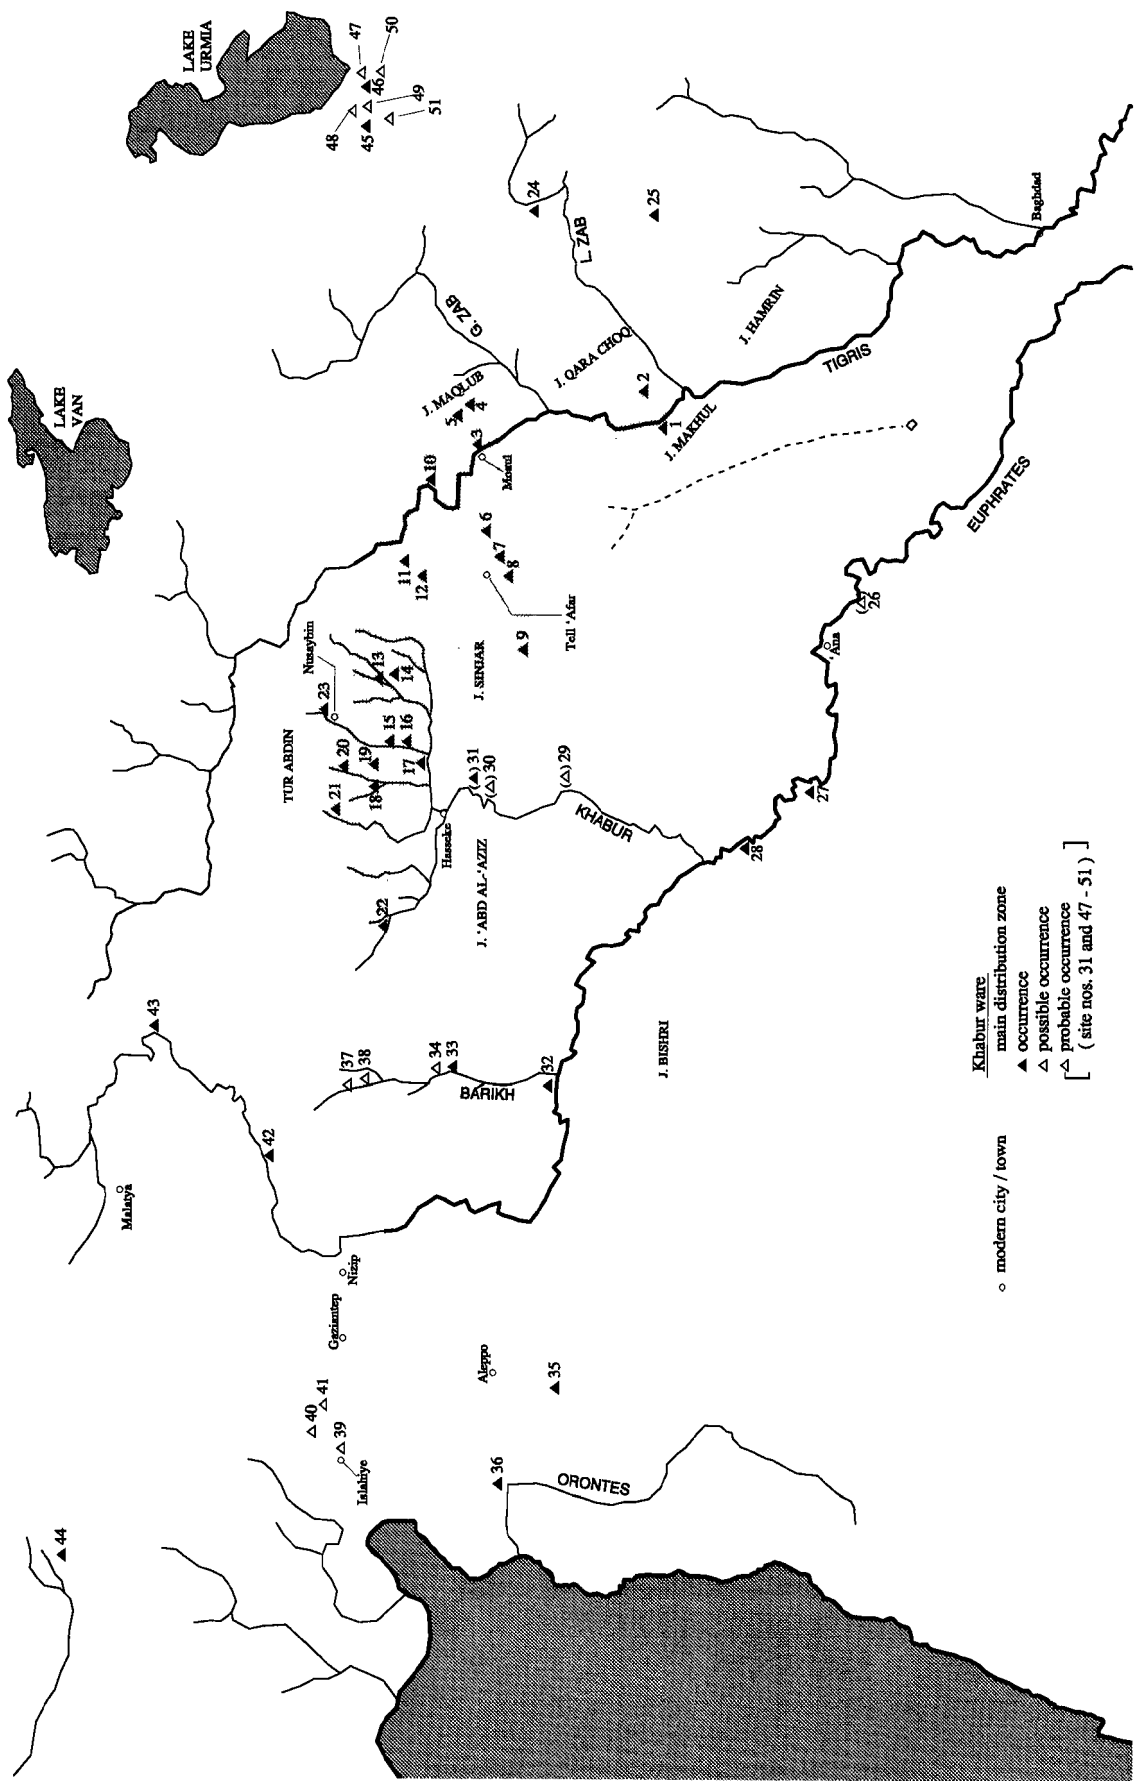 LAKE
URMIA
47
50
46
49
48
45
51
LAKE
VAN
24
25
L. ZAB
G. ZAB
Baghdad
J. HAMRIN
J. QARA CHOQ
J. MAQLUB
TIGRIS
2
1
J. MAKHUL
5
4
3
Mosul
10
6
7
8
11
12
Tell 'Afar
9
EUPHRATES
(26
'Ana
Nusaybin
23
13
14
J. SINJAR
TUR ABDIN
20
19
15
16
17
21
18
31
30
29
27
28
KHABUR
Hasseke
22
J. 'ABD AL-'AZIZ
43
37
38
34
33
32
BARIKH
J. BISHRI
42
Malatya
Nizip
Gaziantep
Aleppo
35
40
41
39
Islahiye
36
ORONTES
44
Khabur ware
main distribution zone
▲ occurrence
△ possible occurrence
[△ probable occurrence
( site nos. 31 and 47 - 51 ) ]
○ modern city / town